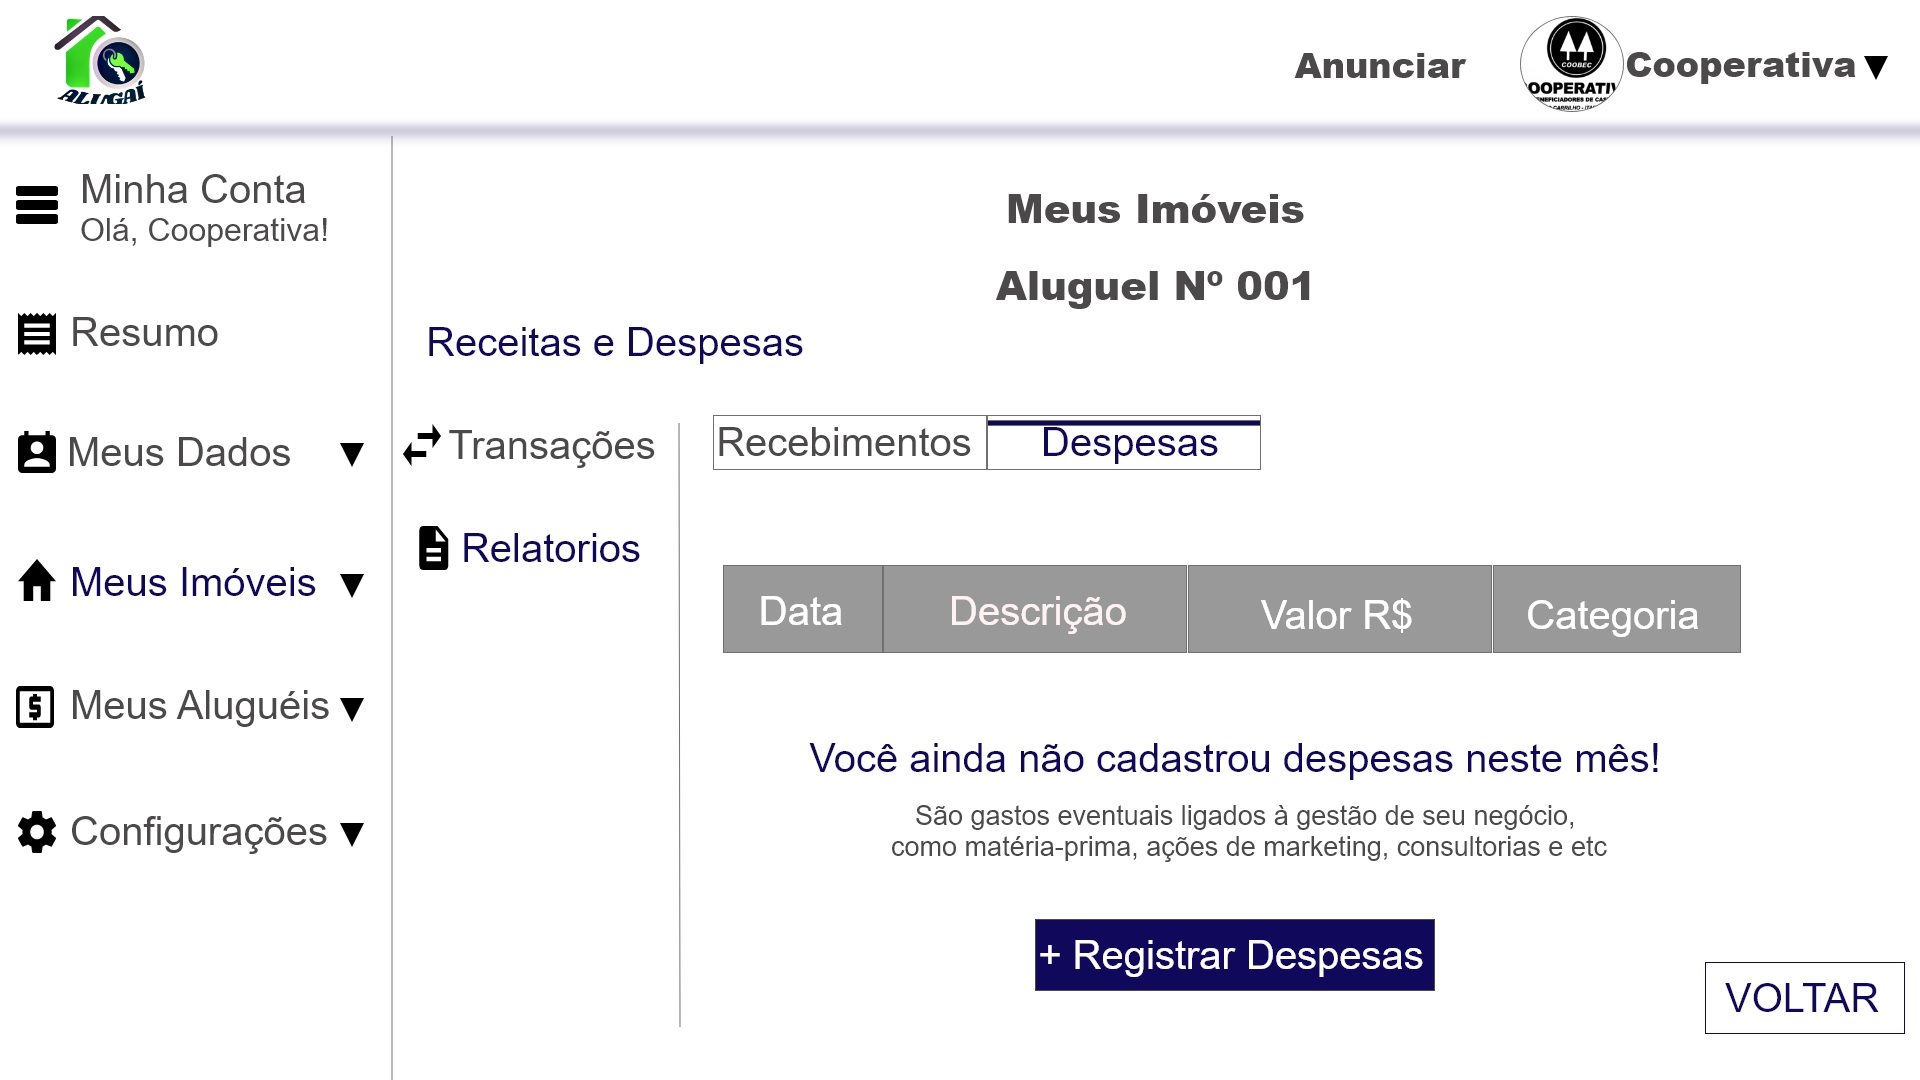 ALUGAÍ
Anunciar
COOBEC
OOPERATIV
Cooperativa
Minha Conta
Olá, Cooperativa!
Resumo
Meus Dados
Meus Imóveis
Meus Aluguéis
Configurações
Meus Imóveis
Aluguel Nº 001
Receitas e Despesas
Transações
Relatorios
Recebimentos Despesas
Data Descrição Valor R$ Categoria
Você ainda não cadastrou despesas neste mês!
São gastos eventuais ligados à gestão de seu negócio,
como matéria-prima, ações de marketing, consultorias e etc
+ Registrar Despesas
VOLTAR